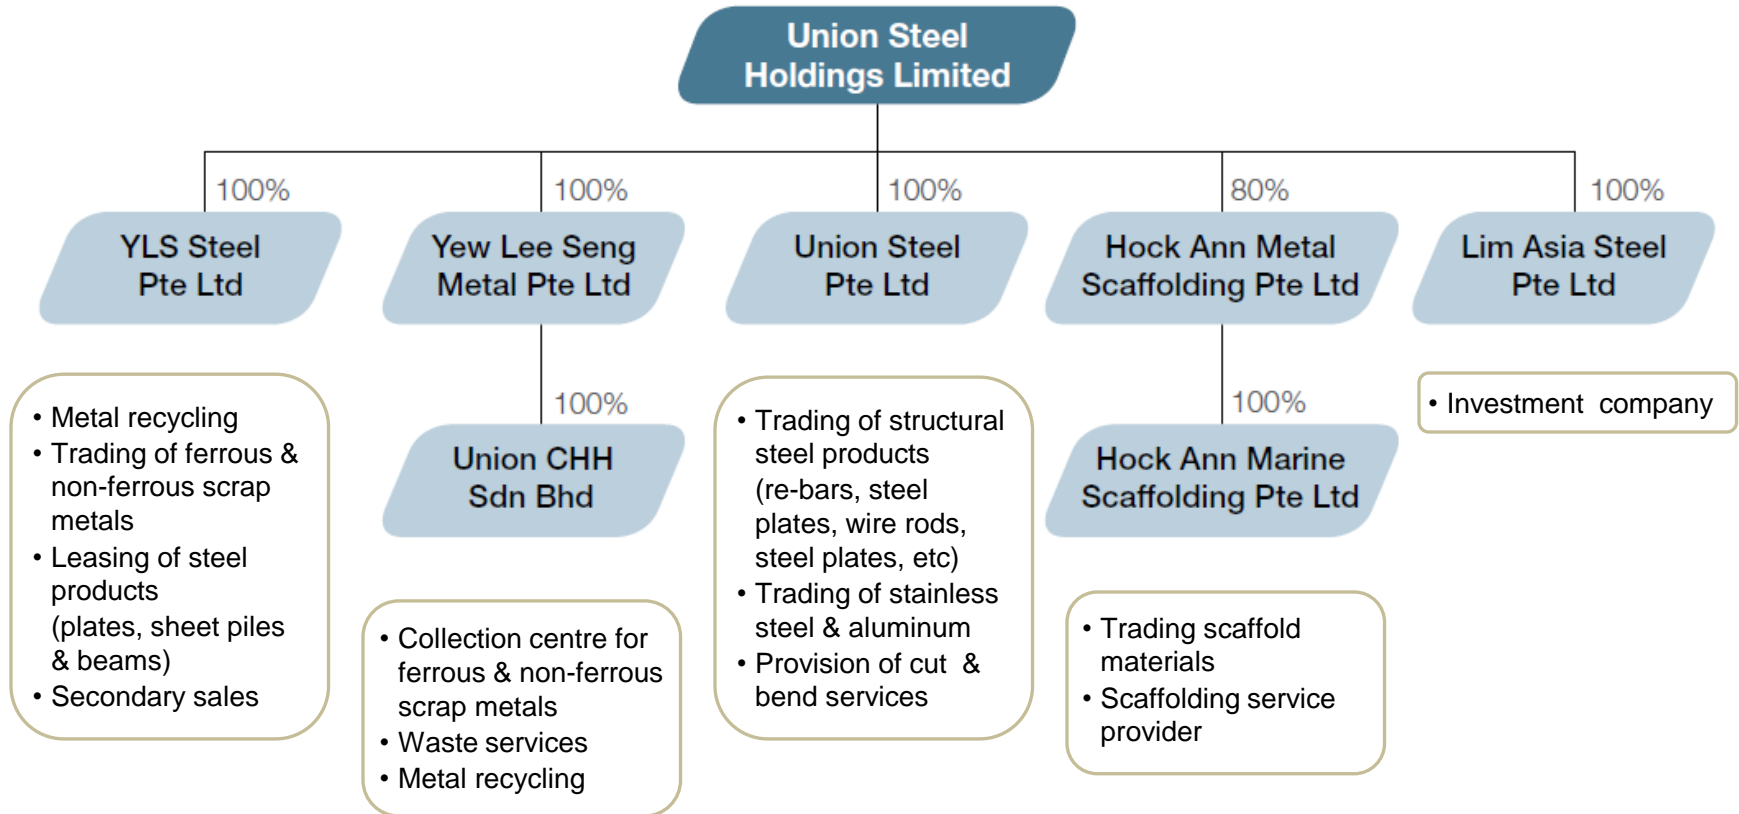 Union Steel
Holdings Limited
100%
100%
100%
80%
100%
YLS Steel
Pte Ltd
Yew Lee Seng
Metal Pte Ltd
Union Steel
Pte Ltd
Hock Ann Metal
Scaffolding Pte Ltd
Lim Asia Steel
Pte Ltd
100%
Union CHH
Sdn Bhd
100%
Hock Ann Marine
Scaffolding Pte Ltd
• Metal recycling
• Trading of ferrous &
non-ferrous scrap
metals
• Leasing of steel
products
(plates, sheet piles
& beams)
• Secondary sales
• Collection centre for
ferrous & non-ferrous
scrap metals
• Waste services
• Metal recycling
• Trading of structural
steel products
(re-bars, steel
plates, wire rods,
steel plates, etc)
• Trading of stainless
steel & aluminum
• Provision of cut &
bend services
• Trading scaffold
materials
• Scaffolding service
provider
• Investment company